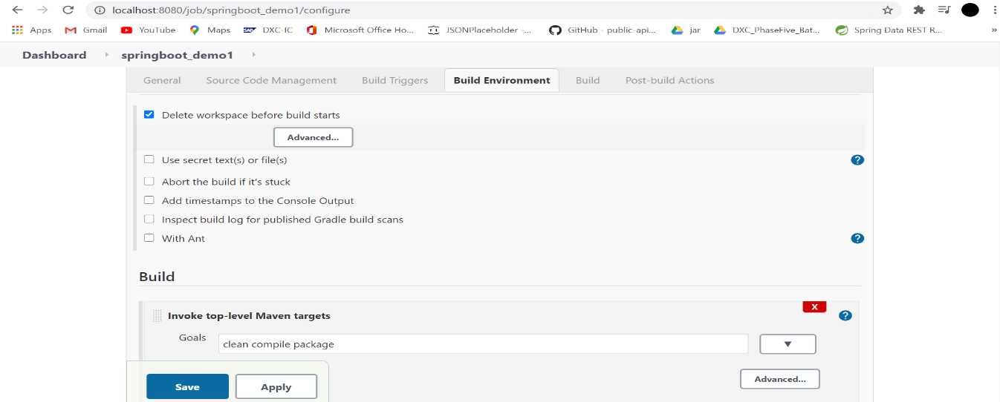 localhost:8080/job/springboot_demo1/configure
Apps Gmail YouTube Maps DXC-IC Microsoft Office Ho... JSONPlaceholder -... GitHub - public-api... jar DXC_PhaseFive_Bat... Spring Data REST R... »
Dashboard springboot_demo1
General Source Code Management Build Triggers Build Environment Build Post-build Actions
Delete workspace before build starts
Advanced...
Use secret text(s) or file(s) ?
Abort the build if it's stuck
Add timestamps to the Console Output
Inspect build log for published Gradle build scans
With Ant ?
Build
X
Invoke top-level Maven targets ?
Goals clean compile package
Advanced...
Save Apply